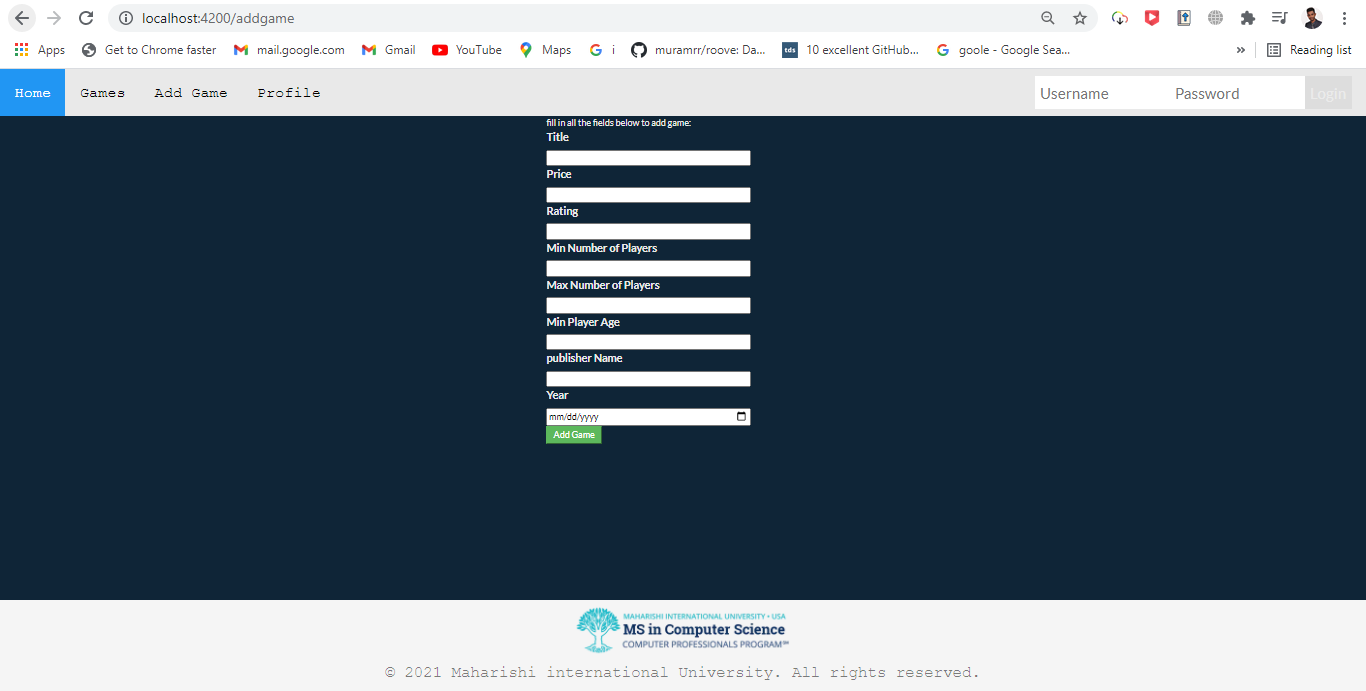 localhost:4200/addgame
Apps Get to Chrome faster mail.google.com Gmail YouTube Maps i muramrr/roove: Da... tds 10 excellent GitHub... goole - Google Sea... » Reading list
Home Games Add Game Profile Username Password Login
fill in all the fields below to add game:
Title
Price
Rating
Min Number of Players
Max Number of Players
Min Player Age
publisher Name
Year
mm/dd/yyyy
Add Game
MAHARISHI INTERNATIONAL UNIVERSITY • USA
MS in Computer Science
COMPUTER PROFESSIONALS PROGRAM℠
© 2021 Maharishi international University. All rights reserved.